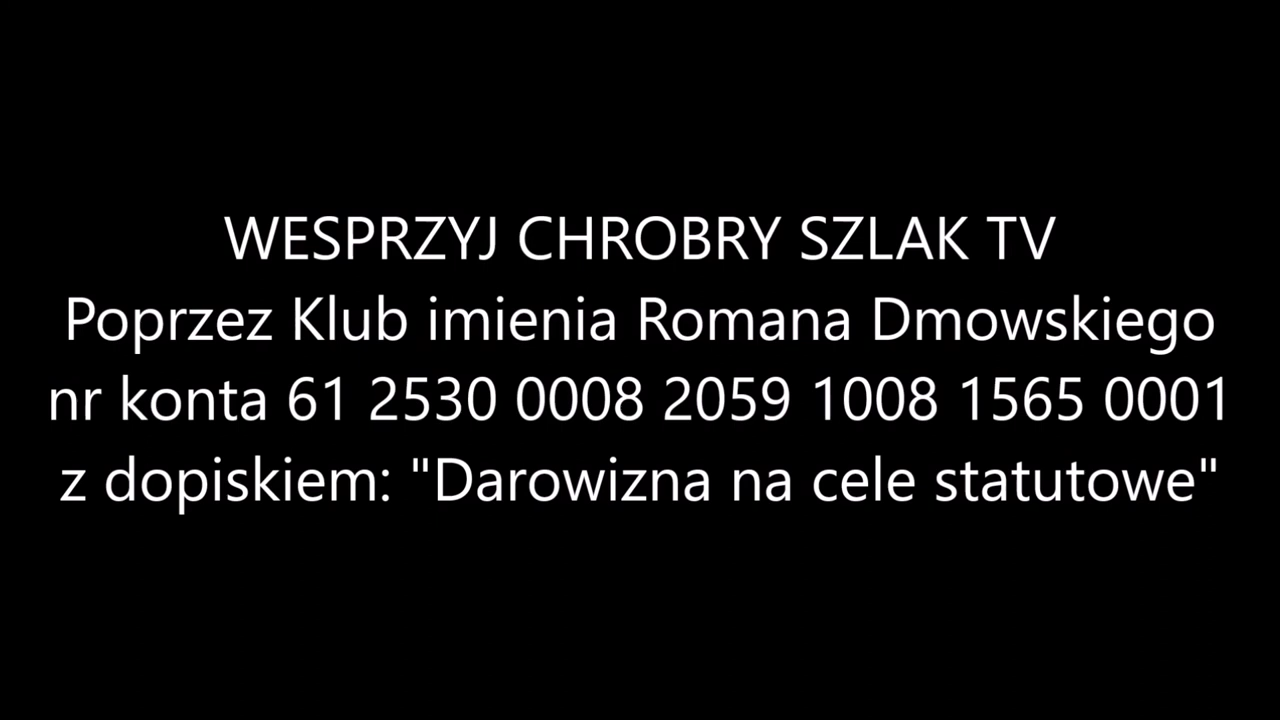 WESPRZYJ CHROBRY SZLAK TV
Poprzez Klub imienia Romana Dmowskiego
nr konta 61 2530 0008 2059 1008 1565 0001
z dopiskiem: "Darowizna na cele statutowe"